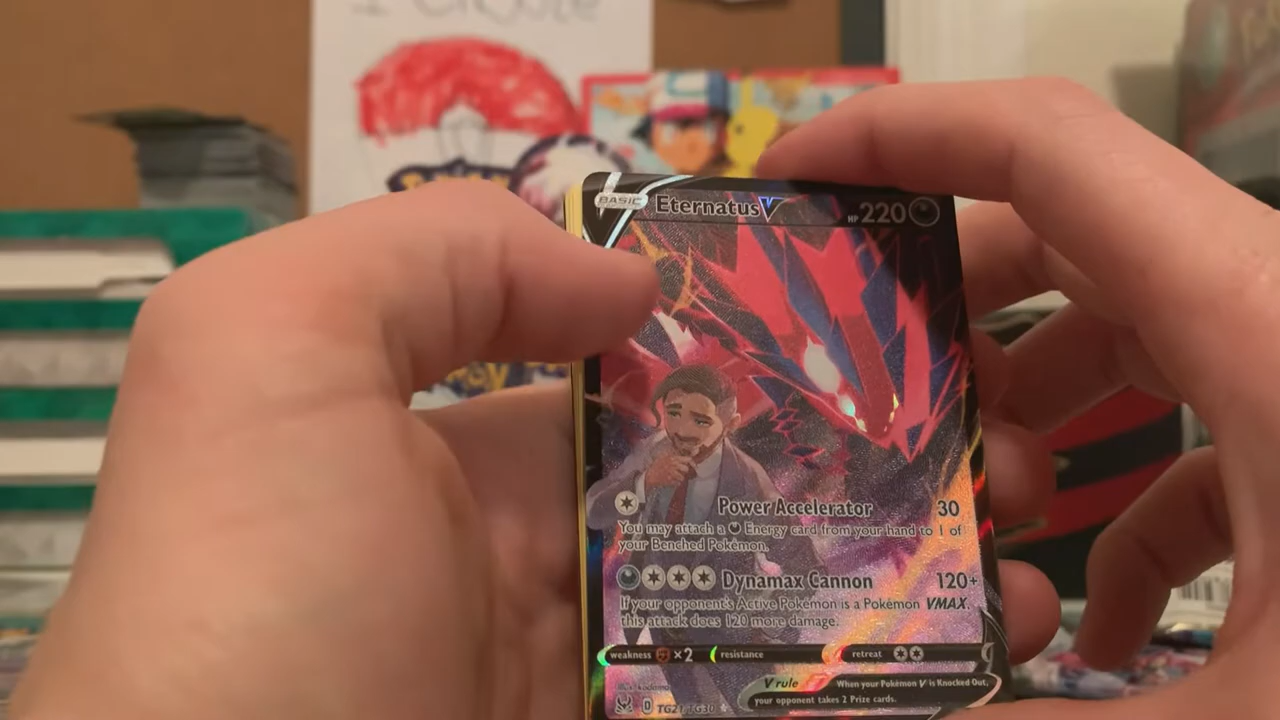 I CHOOSE
BASIC Eternatus V HP 220
Power Accelerator 30
You may attach a Energy card from your hand to 1 of
your Benched Pokémon.
Dynamax Cannon 120+
If your opponent's Active Pokémon is a Pokémon VMAX,
this attack does 120 more damage.
weakness ×2 resistance retreat
V rule When your Pokémon V is Knocked Out,
your opponent takes 2 Prize cards.
D TG21/TG30